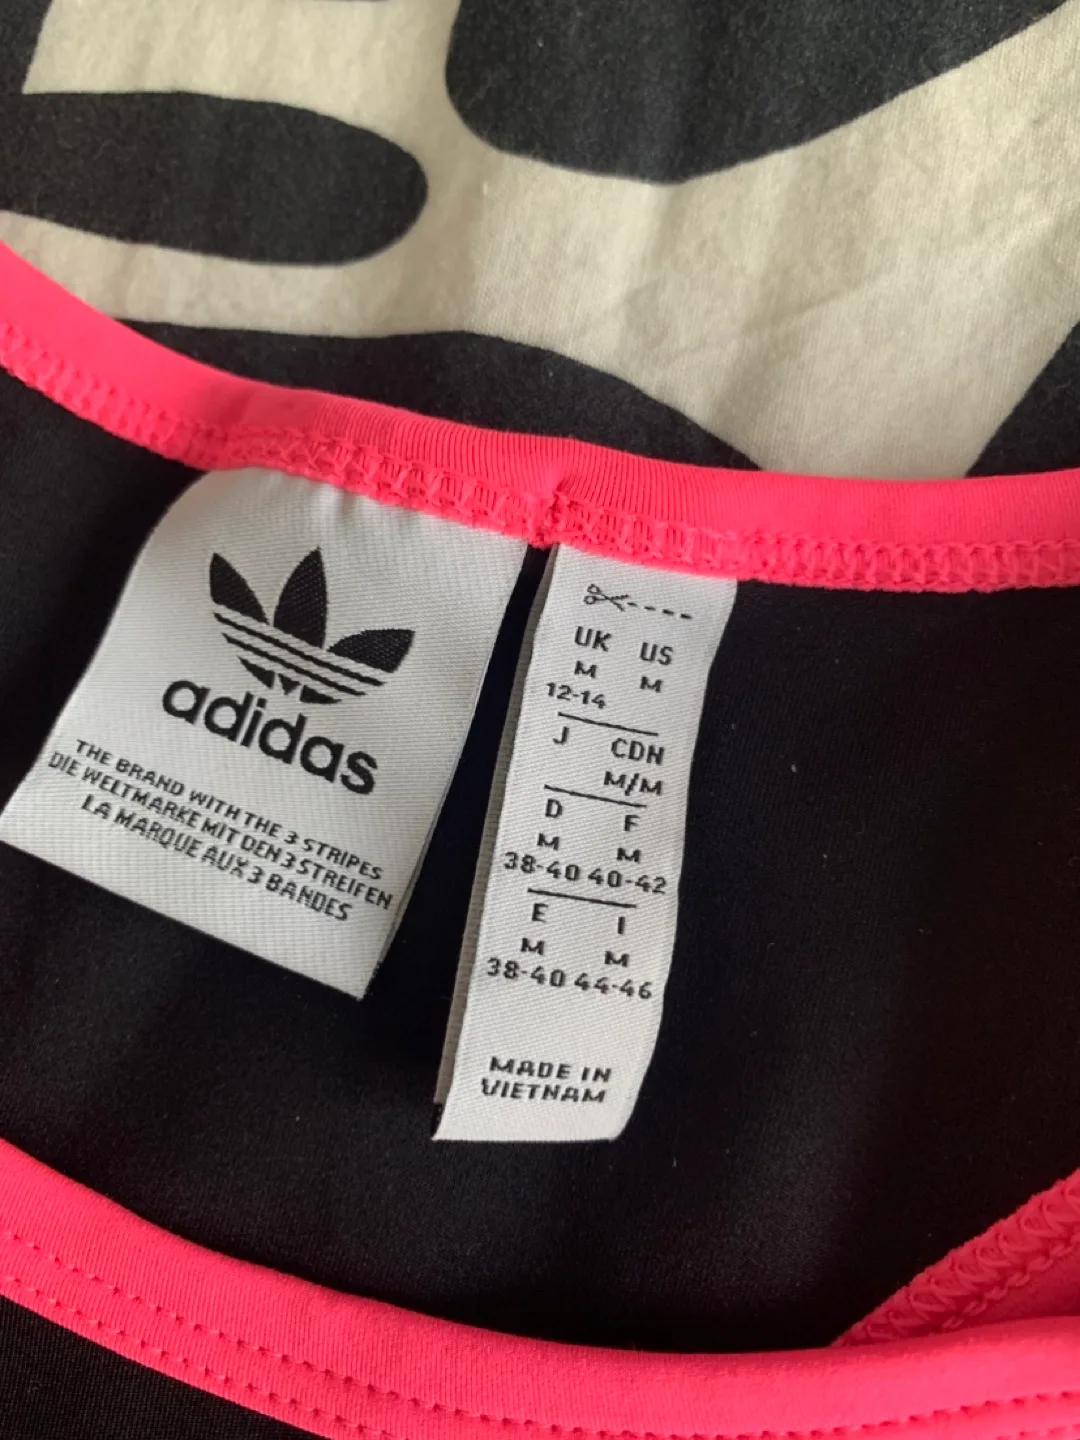 adidas
THE BRAND WITH THE 3 STRIPES
DIE WELTMARKE MIT DEN 3 STREIFEN
LA MARQUE AUX 3 BANDES
UK US
M M
12-14
J CDN
M/M
D F
M M
38-40 40-42
E I
M M
38-40 44-46
MADE IN
VIETNAM